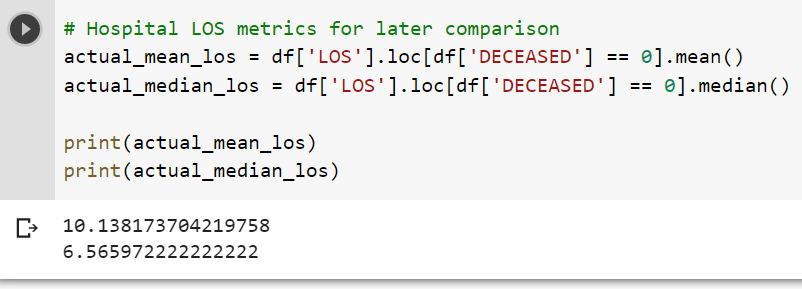 # Hospital LOS metrics for later comparison
actual_mean_los = df['LOS'].loc[df['DECEASED'] == 0].mean()
actual_median_los = df['LOS'].loc[df['DECEASED'] == 0].median()
print(actual_mean_los)
print(actual_median_los)
10.138173704219758
6.565972222222222